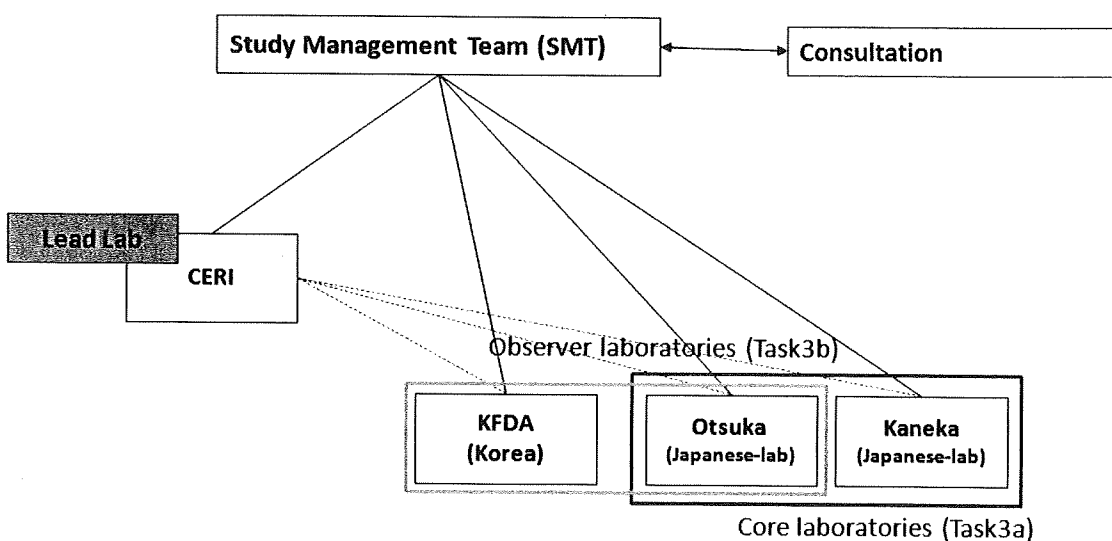 Study Management Team (SMT)
Consultation
Lead Lab
CERI
Observer laboratories (Task3b)
KFDA
(Korea)
Otsuka
(Japanese-lab)
Kaneka
(Japanese-lab)
Core laboratories (Task3a)